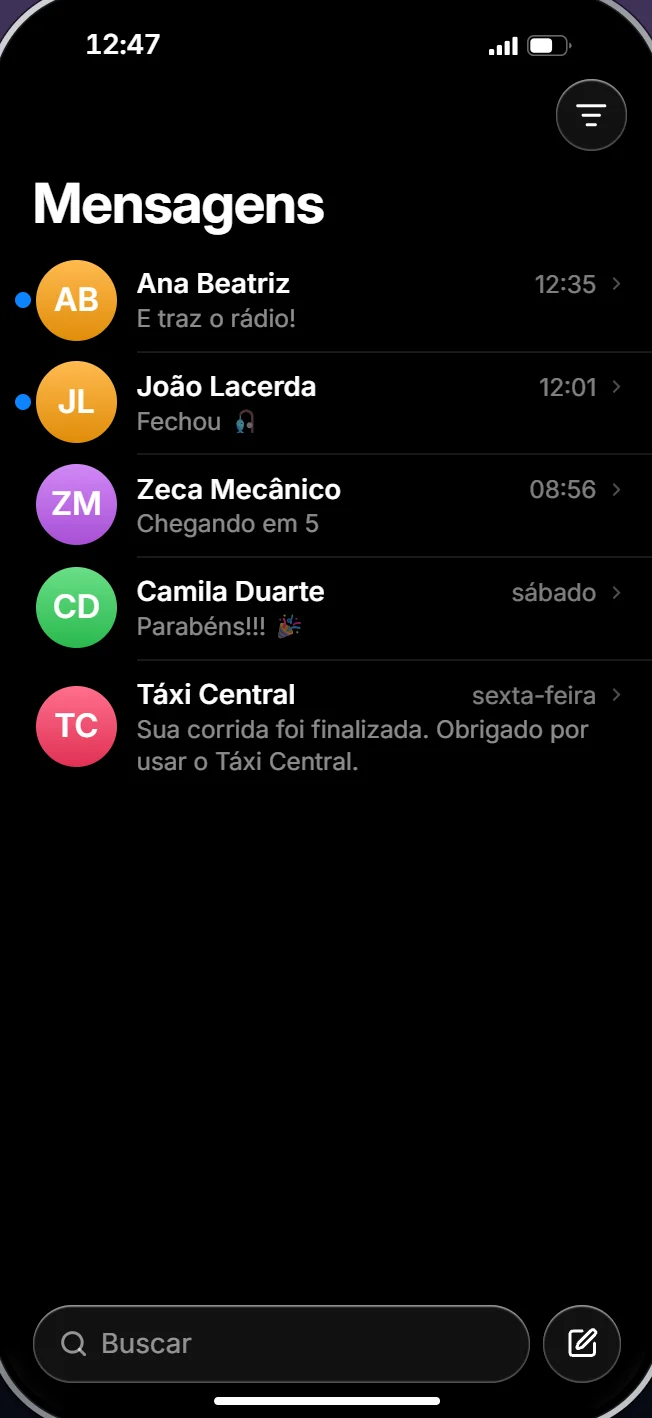 12:47
Mensagens
AB
Ana Beatriz
12:35
E traz o rádio!
JL
João Lacerda
12:01
Fechou 🎣
ZM
Zeca Mecânico
08:56
Chegando em 5
CD
Camila Duarte
sábado
Parabéns!!! 🎉
TC
Táxi Central
sexta-feira
Sua corrida foi finalizada. Obrigado por
usar o Táxi Central.
Buscar